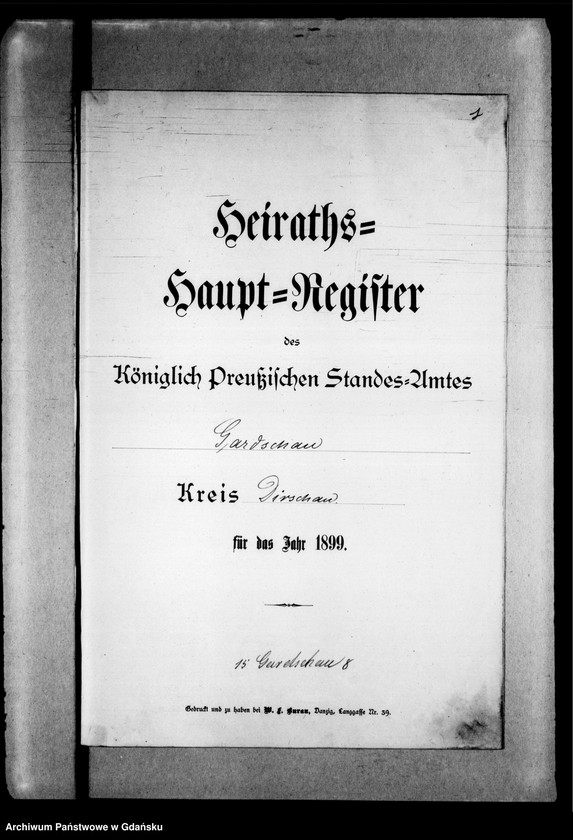 1
Heiraths=
Haupt=Register
des
Königlich Preußischen Standes=Amtes
Gardschau
Kreis Dirschau.
für das Jahr 1899.
15 Gardschau 8
Gedruckt und zu haben bei W. F. Burau, Danzig, Langgasse Nr. 39.
Archiwum Państwowe w Gdańsku